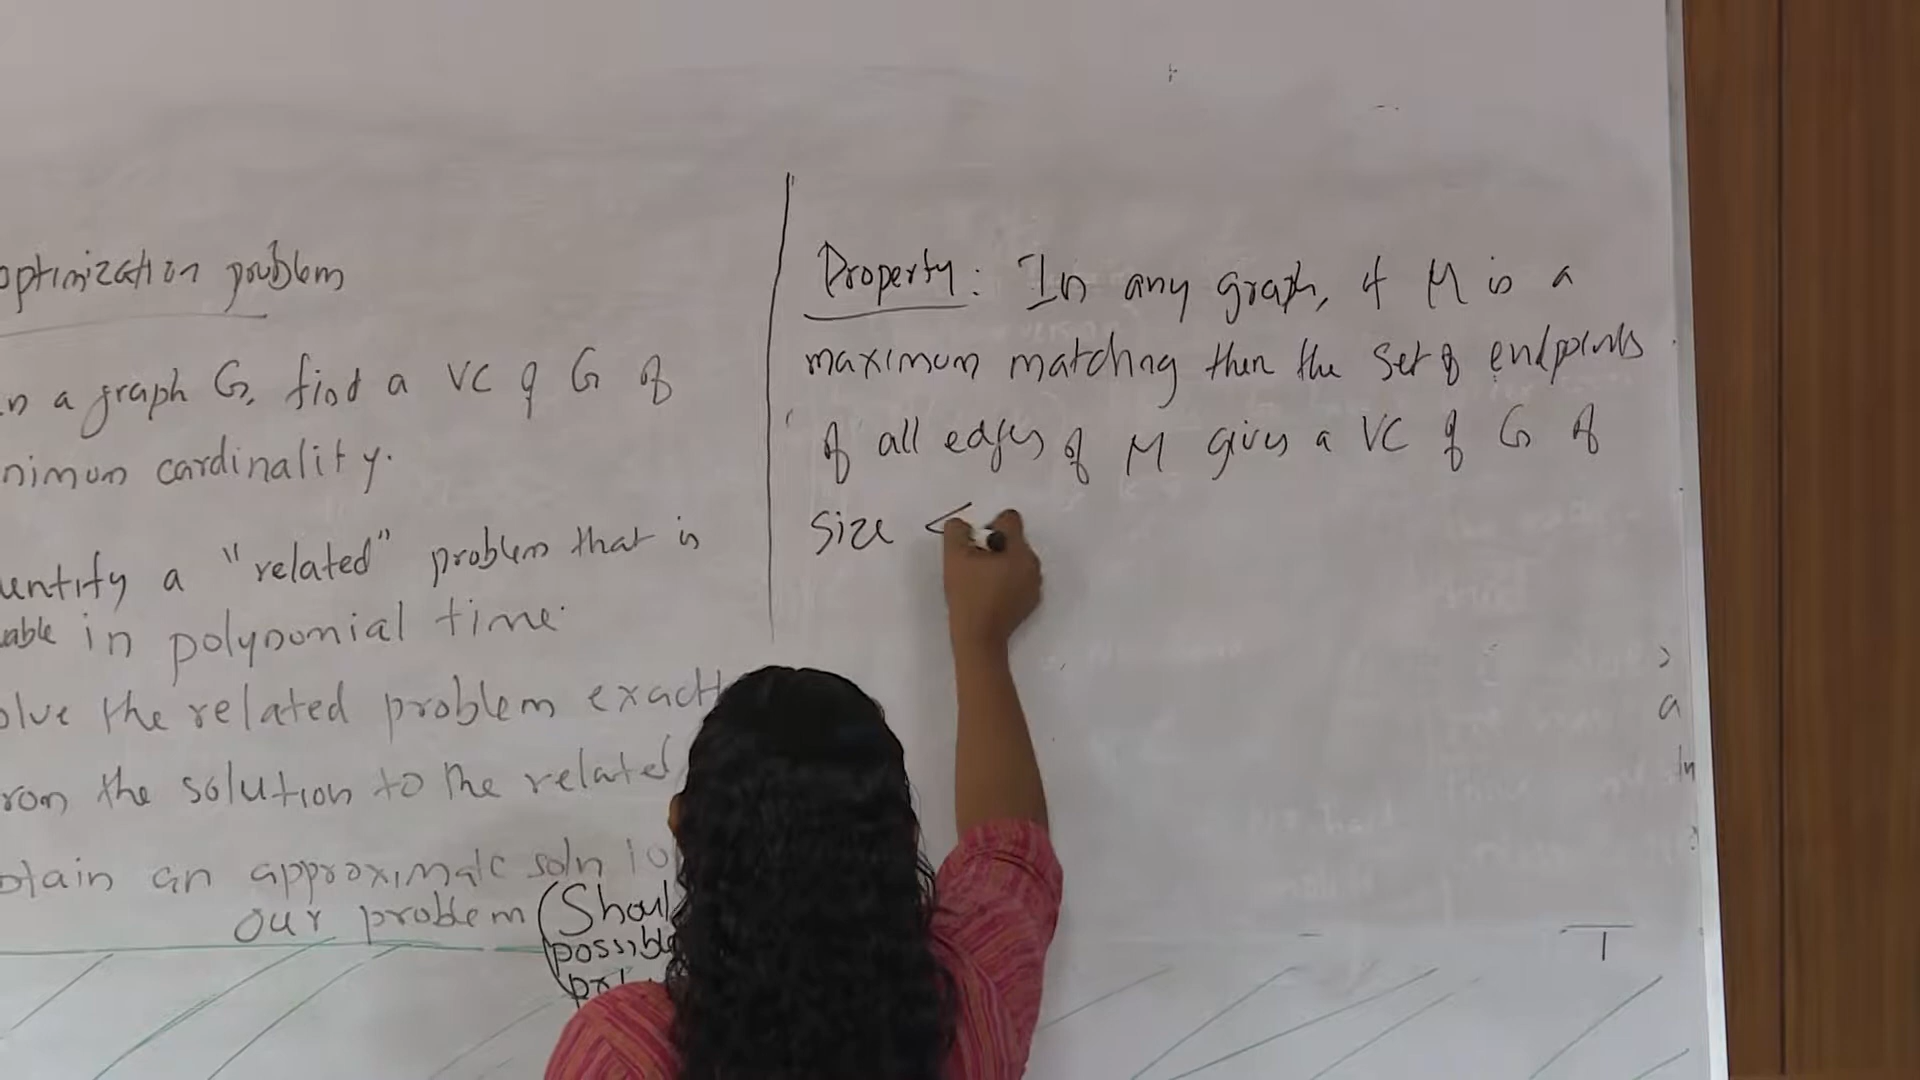 optimization problem
n a graph G, find a VC of G of
nimum cardinality.
entify a "related" problem that is
able in polynomial time.
olve the related problem exact
rom the solution to the related
btain an approximate soln to
our problem (Shoul
possible
Property: In any graph, if M is a
maximum matching then the set of endpoints
of all edges of M gives a VC of G of
size <